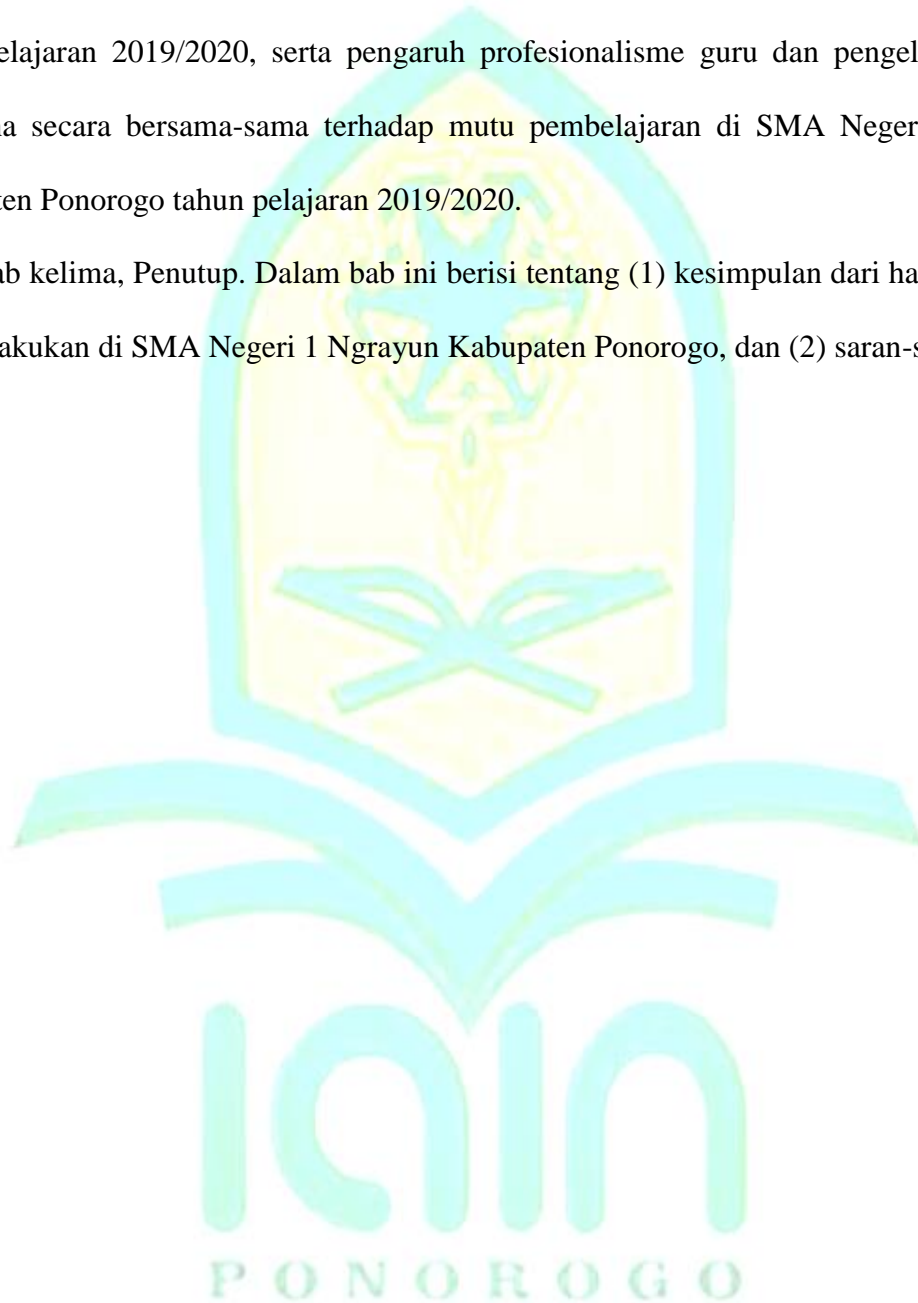 elajaran 2019/2020, serta pengaruh profesionalisme guru dan pengel
a secara bersama-sama terhadap mutu pembelajaran di SMA Neger
ten Ponorogo tahun pelajaran 2019/2020.
ab kelima, Penutup. Dalam bab ini berisi tentang (1) kesimpulan dari ha
akukan di SMA Negeri 1 Ngrayun Kabupaten Ponorogo, dan (2) saran-s
iain
PONOROGO